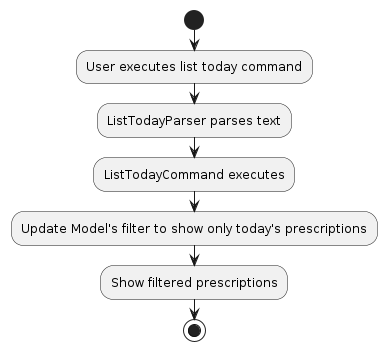 User executes list today command
ListTodayParser parses text
ListTodayCommand executes
Update Model's filter to show only today's prescriptions
Show filtered prescriptions